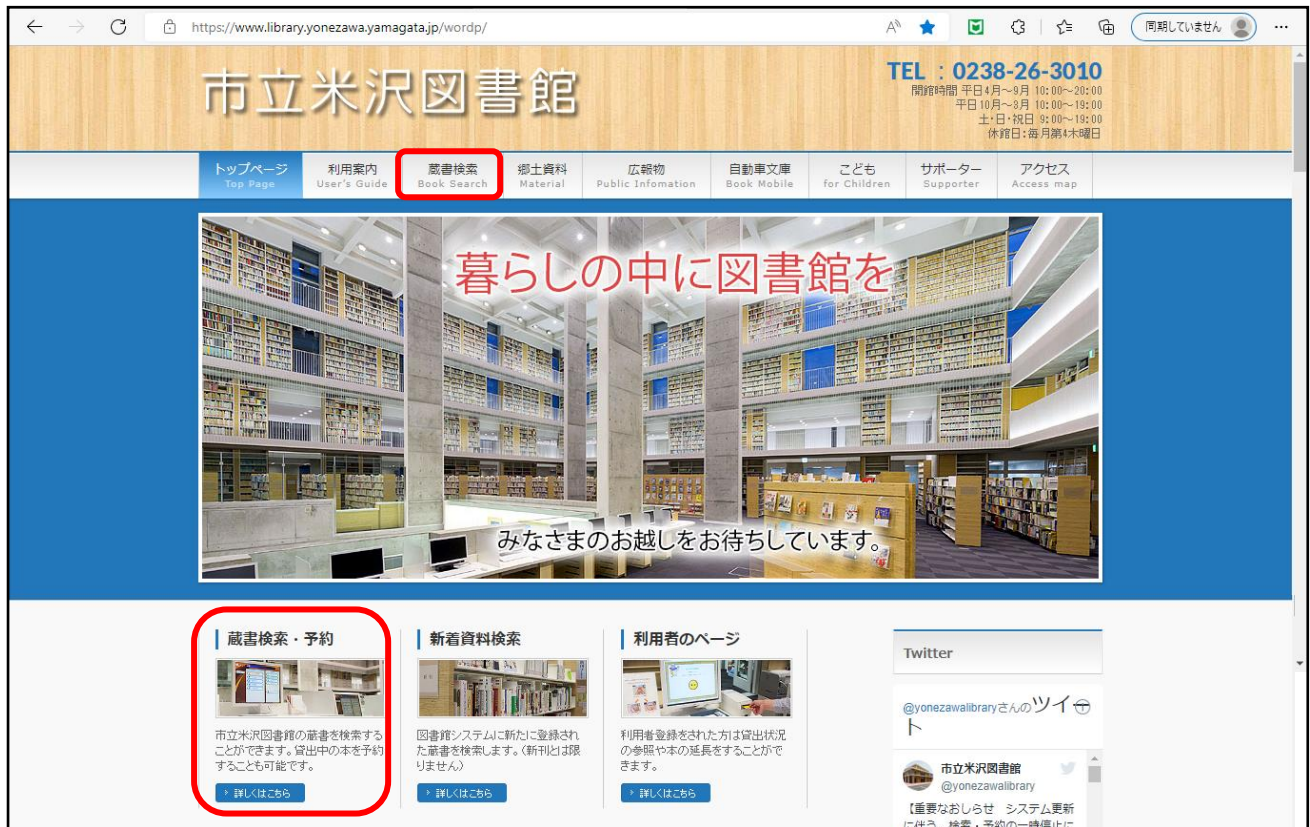 https://www.library.yonezawa.yamagata.jp/wordp/
同期していません
市立米沢図書館
TEL : 0238-26-3010
開館時間 平日4月～9月 10:00～20:00
平日10月～3月 10:00～19:00
土・日・祝日 9:00～19:00
休館日:毎月第4木曜日
トップページ 利用案内 蔵書検索 郷土資料 広報物 自動車文庫 こども サポーター アクセス
Top Page User's Guide Book Search Material Public Infomation Book Mobile for Children Supporter Access map
暮らしの中に図書館を
みなさまのお越しをお待ちしています。
蔵書検索・予約
市立米沢図書館の蔵書を検索する
ことができます。貸出中の本を予約
することも可能です。
詳しくはこちら
新着資料検索
図書館システムに新たに登録され
た蔵書を検索します。(新刊とは限
りません)
詳しくはこちら
利用者のページ
利用者登録をされた方は貸出状況
の参照や本の延長をすることがで
きます。
詳しくはこちら
Twitter
@yonezawalibraryさんのツイー
ト
市立米沢図書館
@yonezawalibrary
【重要なおしらせ システム更新
に伴う 検索・予約の一時停止に